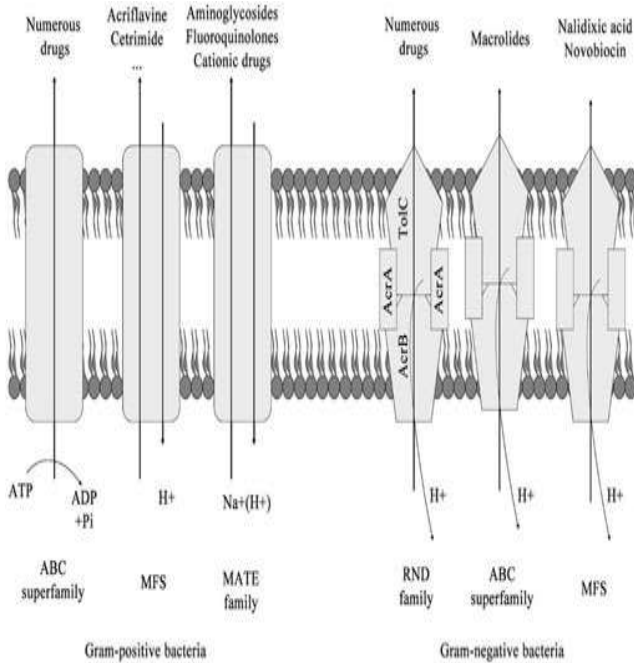 Numerous
drugs
Acriflavine
Cetrimide
...
Aminoglycosides
Fluoroquinolones
Cationic drugs
Numerous
drugs
Macrolides
Nalidixic acid
Novobiocin
TolC
AcrA
AcrA
AcrB
ATP
ADP
+Pi
H+
Na+(H+)
H+
H+
H+
ABC
superfamily
MFS
MATE
family
RND
family
ABC
superfamily
MFS
Gram-positive bacteria
Gram-negative bacteria